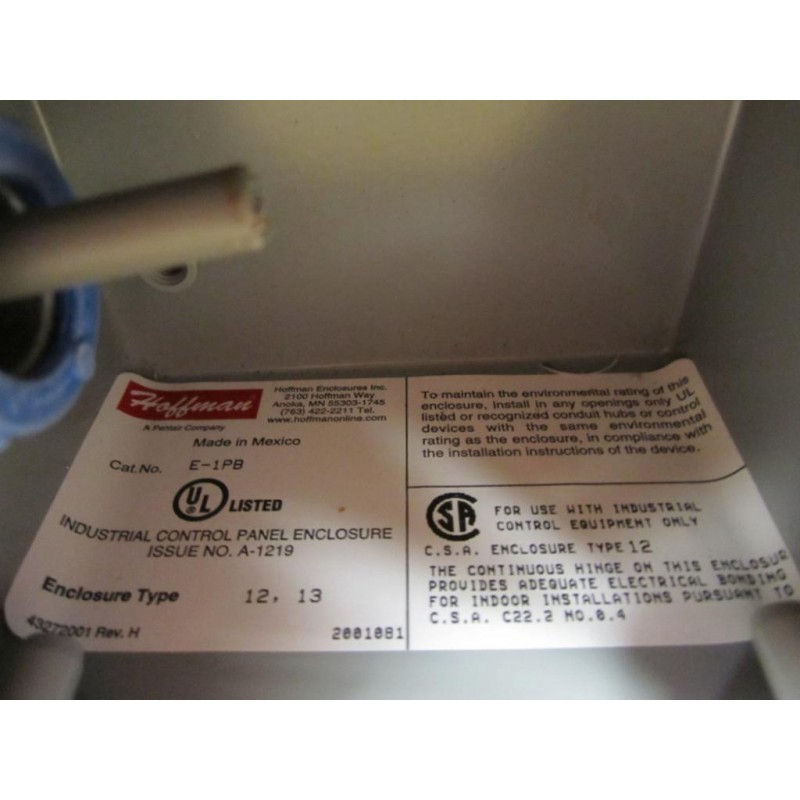 Hoffman
A Pentair Company
Hoffman Enclosures Inc.
2100 Hoffman Way
Anoka, MN 55303-1745
(763) 422-2211 Tel.
www.hoffmanonline.com
Made in Mexico
Cat.No. E-1PB
UL ® LISTED
INDUSTRIAL CONTROL PANEL ENCLOSURE
ISSUE NO. A-1219
Enclosure Type 12, 13
43272001 Rev. H
2001081
To maintain the environmental rating of this
enclosure, install in any openings only UL
listed or recognized conduit hubs or control
devices with the same environmental
rating as the enclosure, in compliance with
the installation instructions of the device.
CSA
FOR USE WITH INDUSTRIAL
CONTROL EQUIPMENT ONLY
C.S.A. ENCLOSURE TYPE 12
THE CONTINUOUS HINGE ON THIS ENCLOSUR
PROVIDES ADEQUATE ELECTRICAL BONDING
FOR INDOOR INSTALLATIONS PURSUANT TO
C.S.A. C22.2 NO.0.4